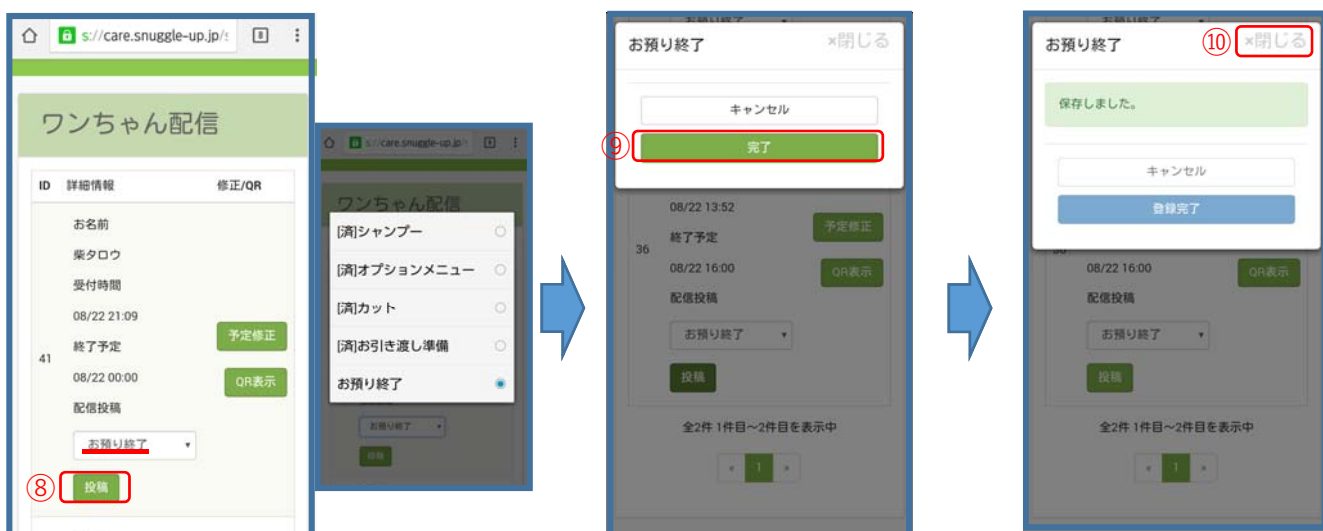 s://care.snuggle-up.jp/s
8
ワンちゃん配信
ID 詳細情報 修正/QR
お名前
柴タロウ
受付時間
08/22 21:09
終了予定
41
08/22 00:00
配信投稿
予定修正
QR表示
お預り終了
⑧
投稿
s://care.snuggle-up.jp/
ワンちゃん配信
[済]シャンプー
[済]オプションメニュー
[済]カット
[済]お引き渡し準備
お預り終了
お預り終了
投稿
お預り終了 ×閉じる
キャンセル
⑨
完了
08/22 13:52
終了予定
36
08/22 16:00
配信投稿
予定修正
QR表示
お預り終了
投稿
全2件 1件目~2件目を表示中
« 1 »
お預り終了
⑩
×閉じる
保存しました。
キャンセル
登録完了
08/22 16:00
QR表示
配信投稿
お預り終了
投稿
全2件 1件目~2件目を表示中
« 1 »